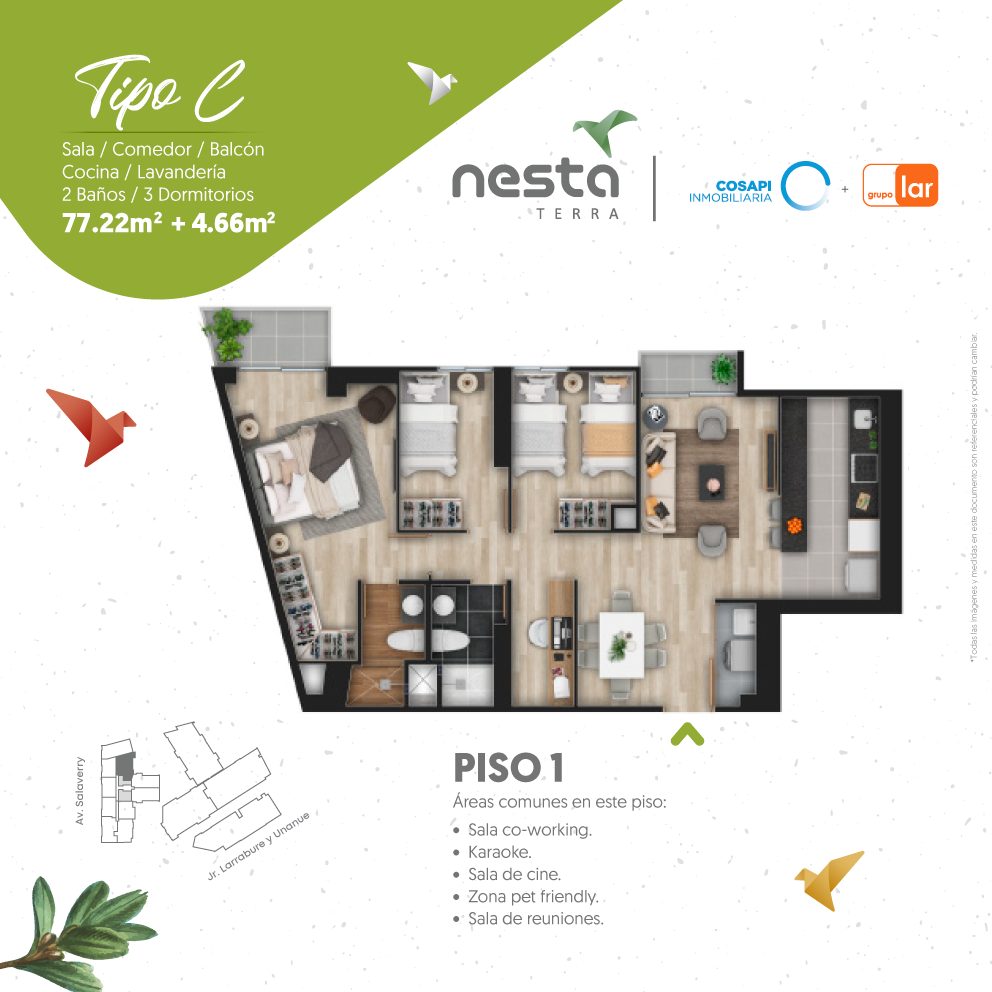 Tipo C
Sala / Comedor / Balcón
Cocina / Lavandería
2 Baños / 3 Dormitorios
77.22m² + 4.66m²
nesta
TERRA
COSAPI
INMOBILIARIA
+
grupo lar
*Todas las imágenes y medidas en este documento son referenciales y podrían cambiar.
Av. Salaverry
Jr. Larrabure y Unanue
PISO 1
Áreas comunes en este piso:
• Sala co-working.
• Karaoke.
• Sala de cine.
• Zona pet friendly.
• Sala de reuniones.